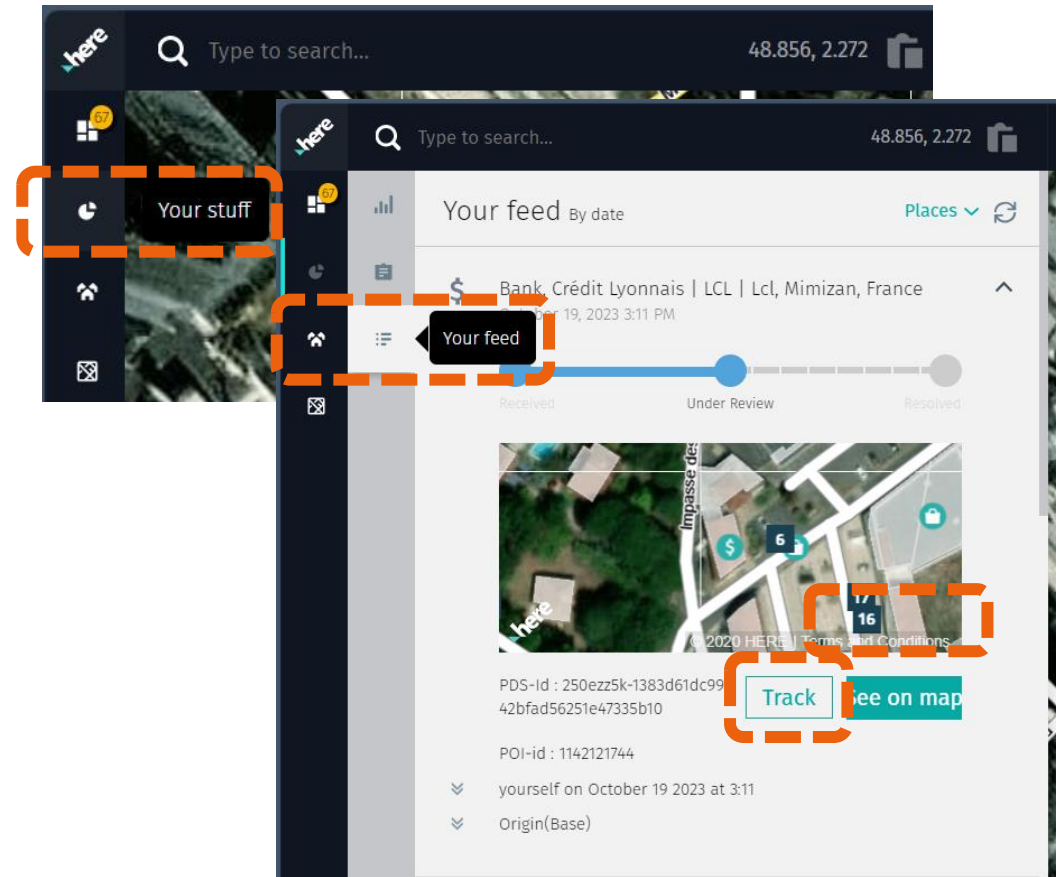 here
Type to search...
48.856, 2.272
67
Your stuff
here
Type to search...
48.856, 2.272
67
Your feed By date
Places
Bank, Crédit Lyonnais | LCL | Lcl, Mimizan, France
October 19, 2023 3:11 PM
Your feed
Received
Under Review
Resolved
Impasse des
6
17
16
here
© 2020 HERE | Terms and Conditions
PDS-Id : 250ezz5k-1383d61dc99
42bfad56251e47335b10
Track
See on map
POI-id : 1142121744
yourself on October 19 2023 at 3:11
Origin(Base)